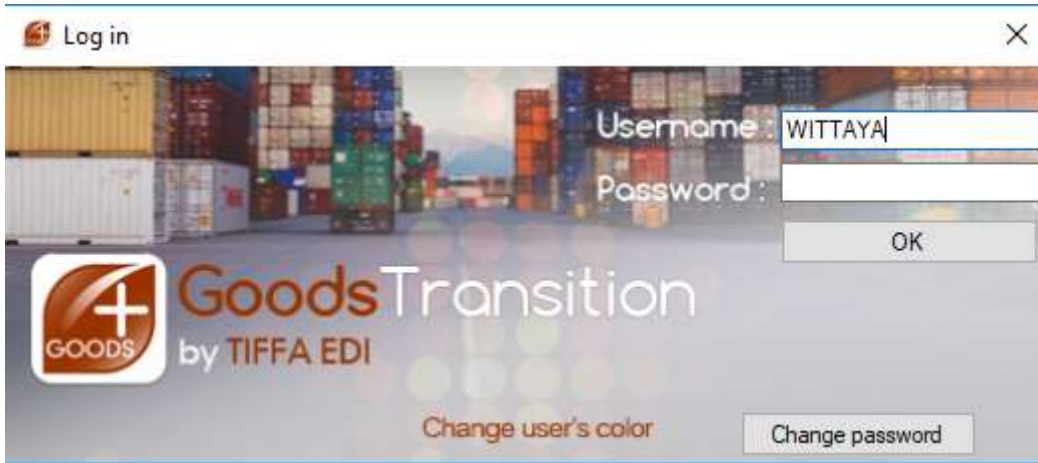 Log in
Username : WITTAYA
Password :
OK
GoodsTransition
GOODS
by TIFFA EDI
Change user's color
Change password